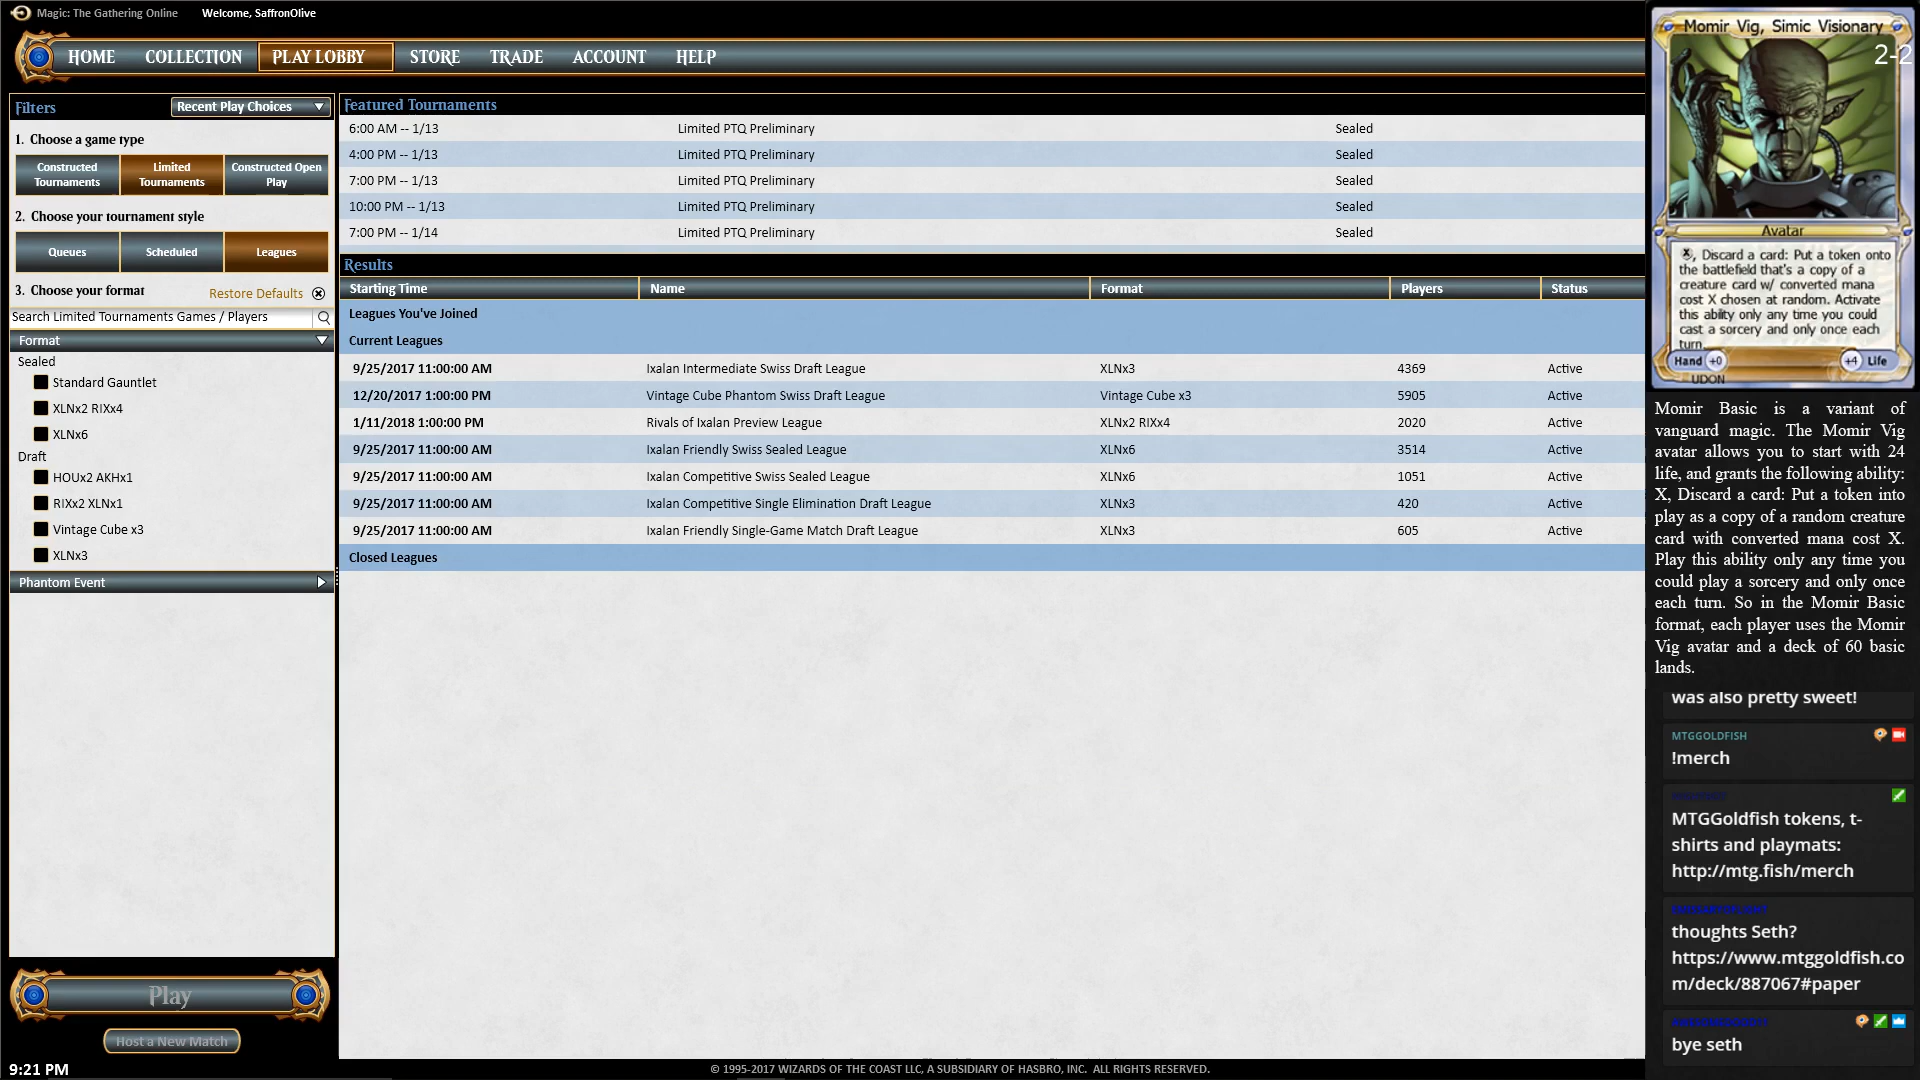 Magic: The Gathering Online
Welcome, SaffronOlive
HOME
COLLECTION
PLAY LOBBY
STORE
TRADE
ACCOUNT
HELP
Filters
Recent Play Choices
1. Choose a game type
Constructed Tournaments
Limited Tournaments
Constructed Open Play
2. Choose your tournament style
Queues
Scheduled
Leagues
3. Choose your format
Restore Defaults
Search Limited Tournaments Games / Players
Format
Sealed
Standard Gauntlet
XLNx2 RIXx4
XLNx6
Draft
HOUx2 AKHx1
RIXx2 XLNx1
Vintage Cube x3
XLNx3
Phantom Event
Play
Host a New Match
9:21 PM
Featured Tournaments
6:00 AM -- 1/13 Limited PTQ Preliminary Sealed
4:00 PM -- 1/13 Limited PTQ Preliminary Sealed
7:00 PM -- 1/13 Limited PTQ Preliminary Sealed
10:00 PM -- 1/13 Limited PTQ Preliminary Sealed
7:00 PM -- 1/14 Limited PTQ Preliminary Sealed
Results
Starting Time Name Format Players Status
Leagues You've Joined
Current Leagues
9/25/2017 11:00:00 AM Ixalan Intermediate Swiss Draft League XLNx3 4369 Active
12/20/2017 1:00:00 PM Vintage Cube Phantom Swiss Draft League Vintage Cube x3 5905 Active
1/11/2018 1:00:00 PM Rivals of Ixalan Preview League XLNx2 RIXx4 2020 Active
9/25/2017 11:00:00 AM Ixalan Friendly Swiss Sealed League XLNx6 3514 Active
9/25/2017 11:00:00 AM Ixalan Competitive Swiss Sealed League XLNx6 1051 Active
9/25/2017 11:00:00 AM Ixalan Competitive Single Elimination Draft League XLNx3 420 Active
9/25/2017 11:00:00 AM Ixalan Friendly Single-Game Match Draft League XLNx3 605 Active
Closed Leagues
© 1995-2017 WIZARDS OF THE COAST LLC, A SUBSIDIARY OF HASBRO, INC. ALL RIGHTS RESERVED.
Momir Vig, Simic Visionary
2-2
Avatar
X, Discard a card: Put a token onto
the battlefield that's a copy of a
creature card w/ converted mana
cost X chosen at random. Activate
this ability only any time you could
cast a sorcery and only once each
turn.
Hand +0
+4 Life
UDON
Momir Basic is a variant of
vanguard magic. The Momir Vig
avatar allows you to start with 24
life, and grants the following ability:
X, Discard a card: Put a token into
play as a copy of a random creature
card with converted mana cost X.
Play this ability only any time you
could play a sorcery and only once
each turn. So in the Momir Basic
format, each player uses the Momir
Vig avatar and a deck of 60 basic
lands.
was also pretty sweet!
MTGGOLDFISH
!merch
MTGGoldfish tokens, t-
shirts and playmats:
http://mtg.fish/merch
thoughts Seth?
https://www.mtggoldfish.co
m/deck/887067#paper
bye seth